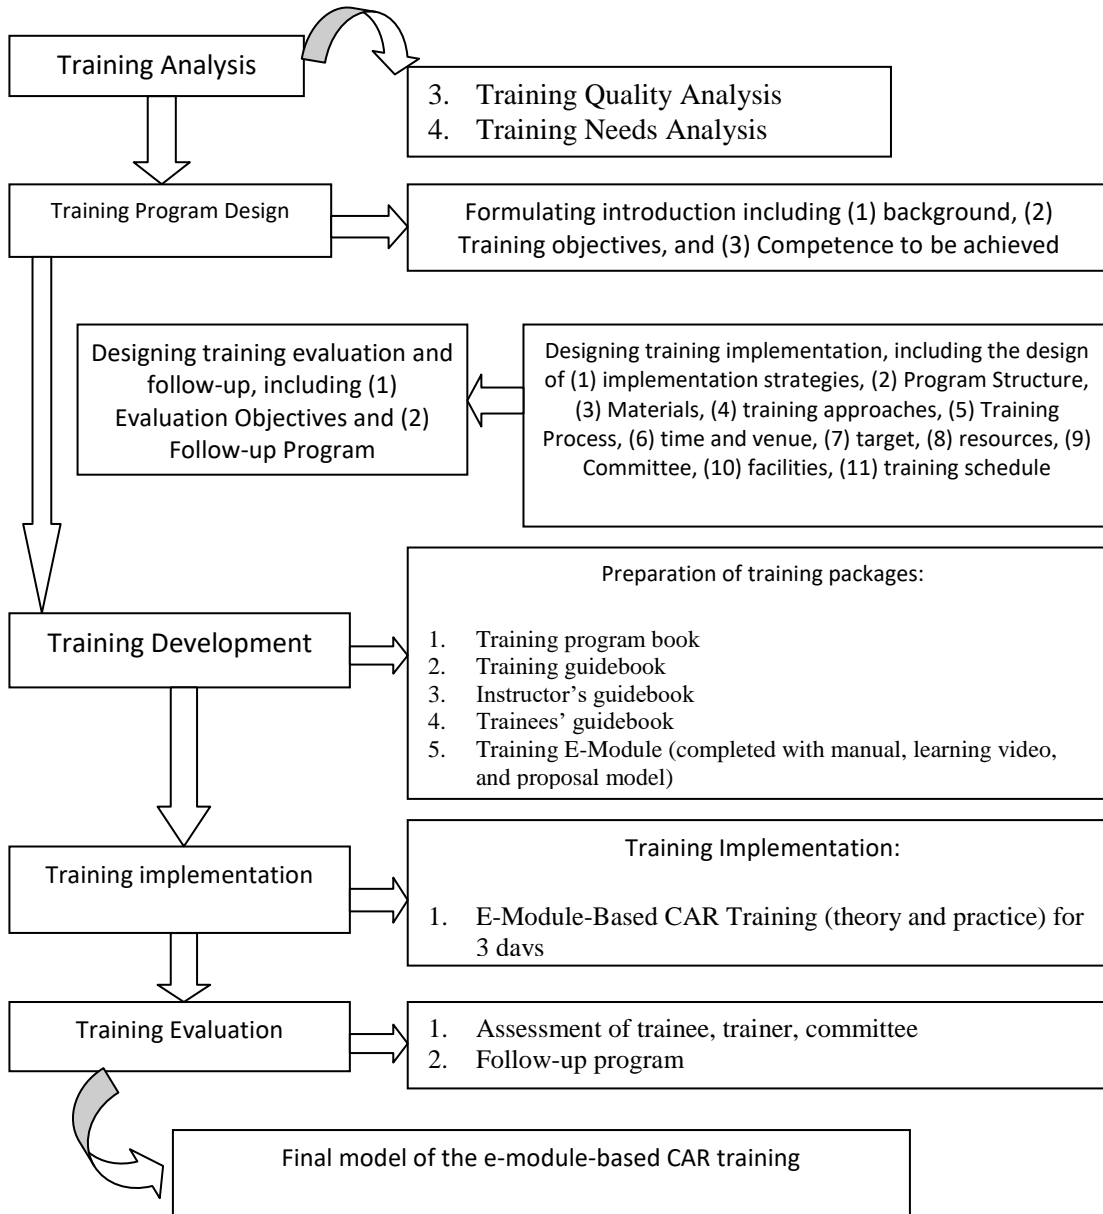 Training Analysis
3. Training Quality Analysis
4. Training Needs Analysis
Training Program Design
Formulating introduction including (1) background, (2)
Training objectives, and (3) Competence to be achieved
Designing training evaluation and
follow-up, including (1)
Evaluation Objectives and (2)
Follow-up Program
Designing training implementation, including the design
of (1) implementation strategies, (2) Program Structure,
(3) Materials, (4) training approaches, (5) Training
Process, (6) time and venue, (7) target, (8) resources, (9)
Committee, (10) facilities, (11) training schedule
Training Development
Preparation of training packages:
1. Training program book
2. Training guidebook
3. Instructor’s guidebook
4. Trainees’ guidebook
5. Training E-Module (completed with manual, learning video,
and proposal model)
Training implementation
Training Implementation:
1. E-Module-Based CAR Training (theory and practice) for
3 days
Training Evaluation
1. Assessment of trainee, trainer, committee
2. Follow-up program
Final model of the e-module-based CAR training